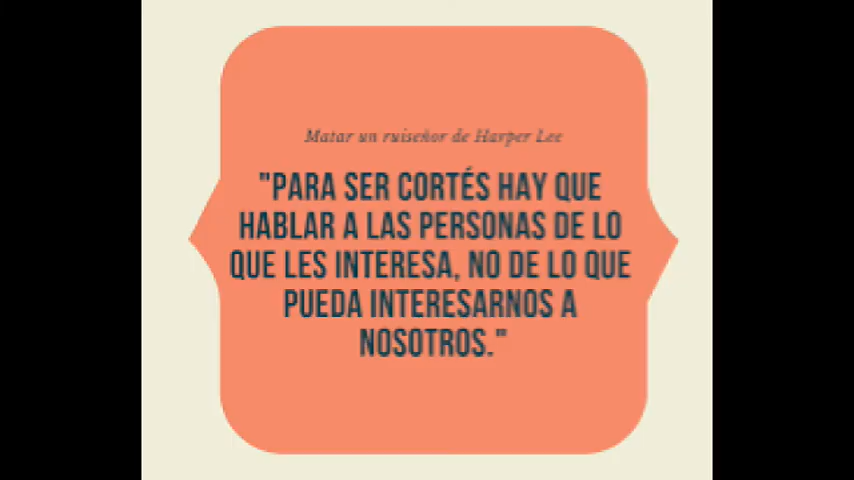 Matar un ruiseñor de Harper Lee
"PARA SER CORTÉS HAY QUE
HABLAR A LAS PERSONAS DE LO
QUE LES INTERESA, NO DE LO QUE
PUEDA INTERESARNOS A
NOSOTROS."